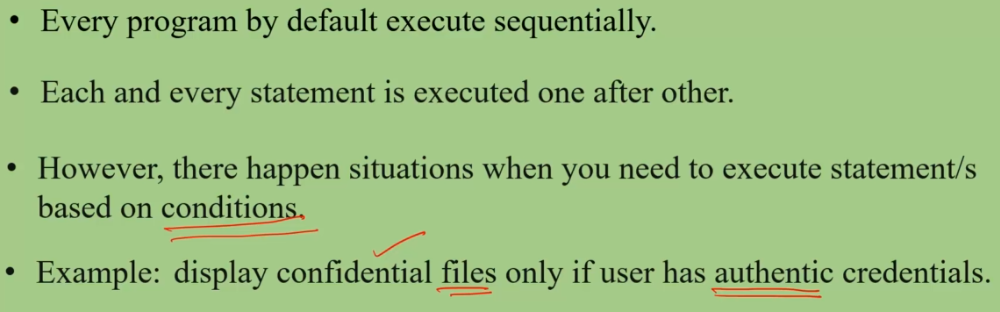 • Every program by default execute sequentially.
• Each and every statement is executed one after other.
• However, there happen situations when you need to execute statement/s
based on conditions.
• Example: display confidential files only if user has authentic credentials.